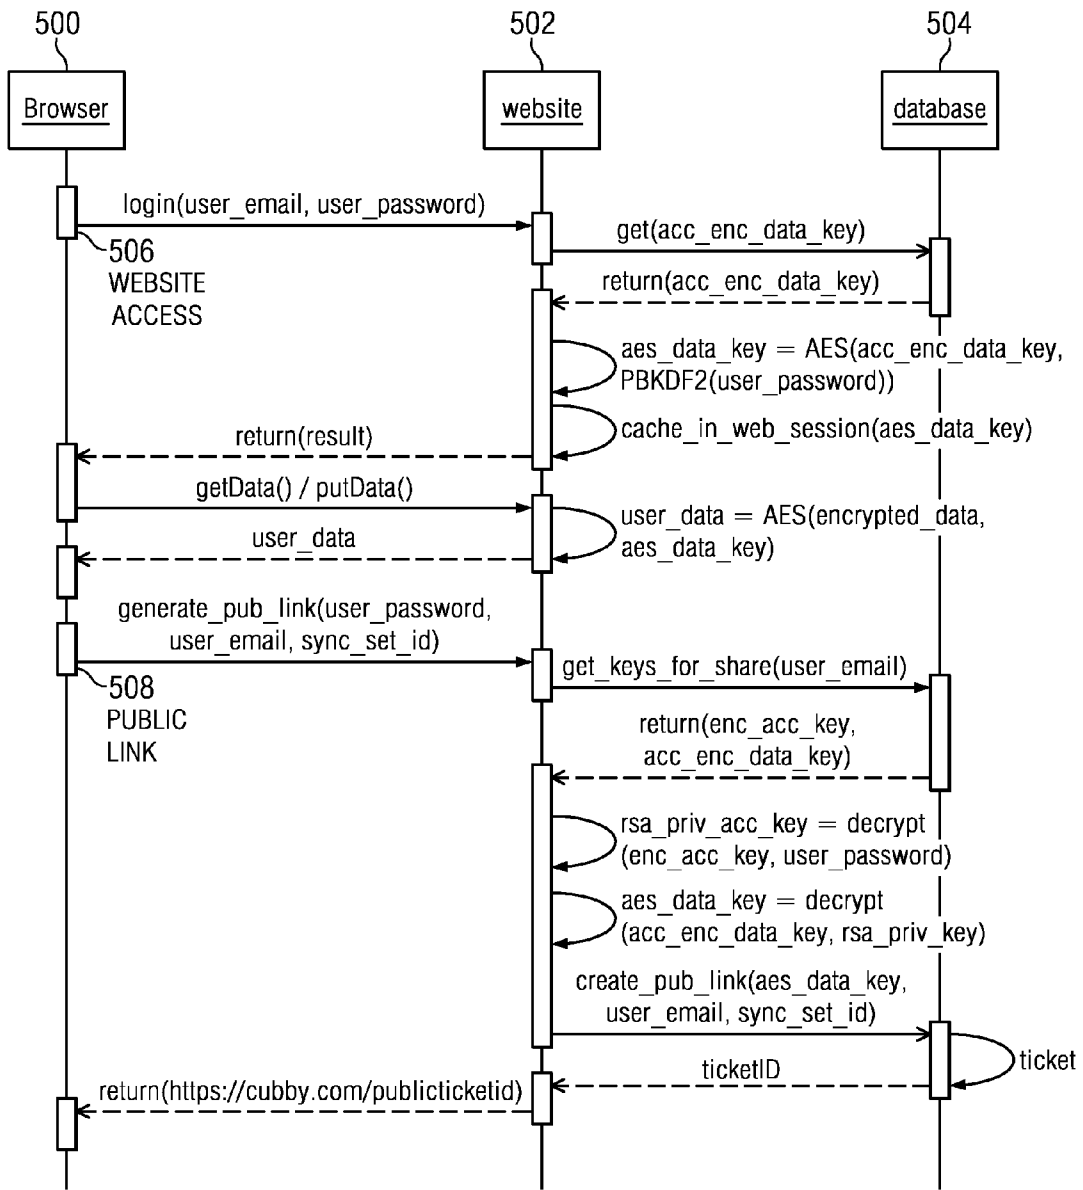 500
502
504
Browser
website
database
login(user_email, user_password)
506
WEBSITE
ACCESS
get(acc_enc_data_key)
return(acc_enc_data_key)
aes_data_key = AES(acc_enc_data_key,
PBKDF2(user_password))
cache_in_web_session(aes_data_key)
return(result)
getData() / putData()
user_data = AES(encrypted_data,
aes_data_key)
user_data
generate_pub_link(user_password,
user_email, sync_set_id)
508
PUBLIC
LINK
get_keys_for_share(user_email)
return(enc_acc_key,
acc_enc_data_key)
rsa_priv_acc_key = decrypt
(enc_acc_key, user_password)
aes_data_key = decrypt
(acc_enc_data_key, rsa_priv_key)
create_pub_link(aes_data_key,
user_email, sync_set_id)
ticket
ticketID
return(https://cubby.com/publicticketid)